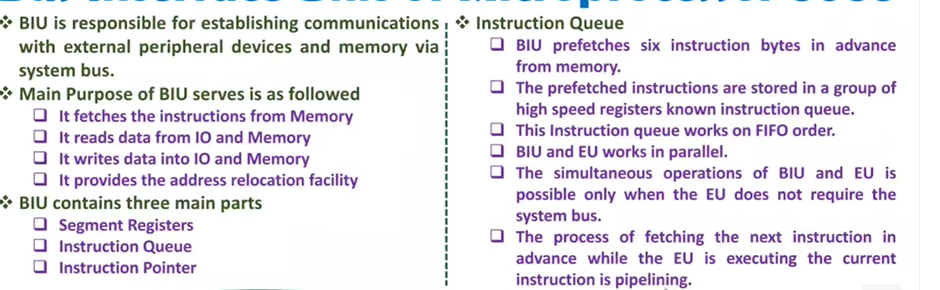 ❖ BIU is responsible for establishing communications
with external peripheral devices and memory via
system bus.
❖ Main Purpose of BIU serves is as followed
❑ It fetches the instructions from Memory
❑ It reads data from IO and Memory
❑ It writes data into IO and Memory
❑ It provides the address relocation facility
❖ BIU contains three main parts
❑ Segment Registers
❑ Instruction Queue
❑ Instruction Pointer
❖ Instruction Queue
❑ BIU prefetches six instruction bytes in advance
from memory.
❑ The prefetched instructions are stored in a group of
high speed registers known instruction queue.
❑ This Instruction queue works on FIFO order.
❑ BIU and EU works in parallel.
❑ The simultaneous operations of BIU and EU is
possible only when the EU does not require the
system bus.
❑ The process of fetching the next instruction in
advance while the EU is executing the current
instruction is pipelining.